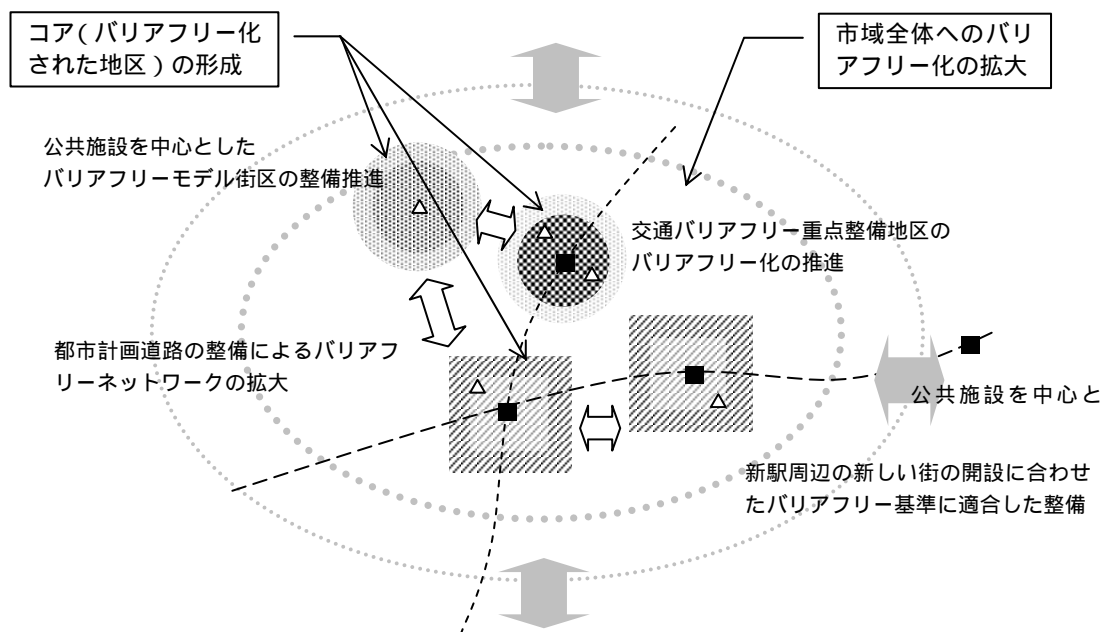 コア(バリアフリー化
された地区)の形成
市域全体へのバリ
アフリー化の拡大
公共施設を中心とした
バリアフリーモデル街区の整備推進
交通バリアフリー重点整備地区の
バリアフリー化の推進
都市計画道路の整備によるバリアフ
リーネットワークの拡大
公共施設を中心と
新駅周辺の新しい街の開設に合わせ
たバリアフリー基準に適合した整備